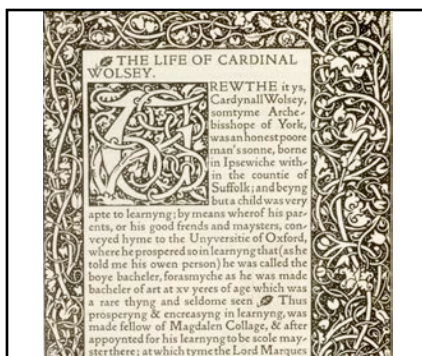 THE LIFE OF CARDINAL
WOLSEY.
TREWTHE it ys,
Cardynall Wolsey,
somtyme Arche-
bisshope of York,
was an honest poore
man's sonne, borne
in Ipsewiche with-
in the countie of
Suffolk; and beyng
but a child was very
apte to learnyng; by means wherof his par-
ents, or his good frends and maysters, con-
veyed hyme to the Unyversitie of Oxford,
where he prospered so in learnyng that (as he
told me his owen person) he was called the
boye bacheler, forasmyche as he was made
bacheler of art at xv yeres of age which was
a rare thyng and seldome seen Thus
prosperyng & encreasyng in learnyng, was
made fellow of Magdalen Collage, & after
appoynted for his learnyng to be scole may-
ster there; at which tyme the Lord Marques